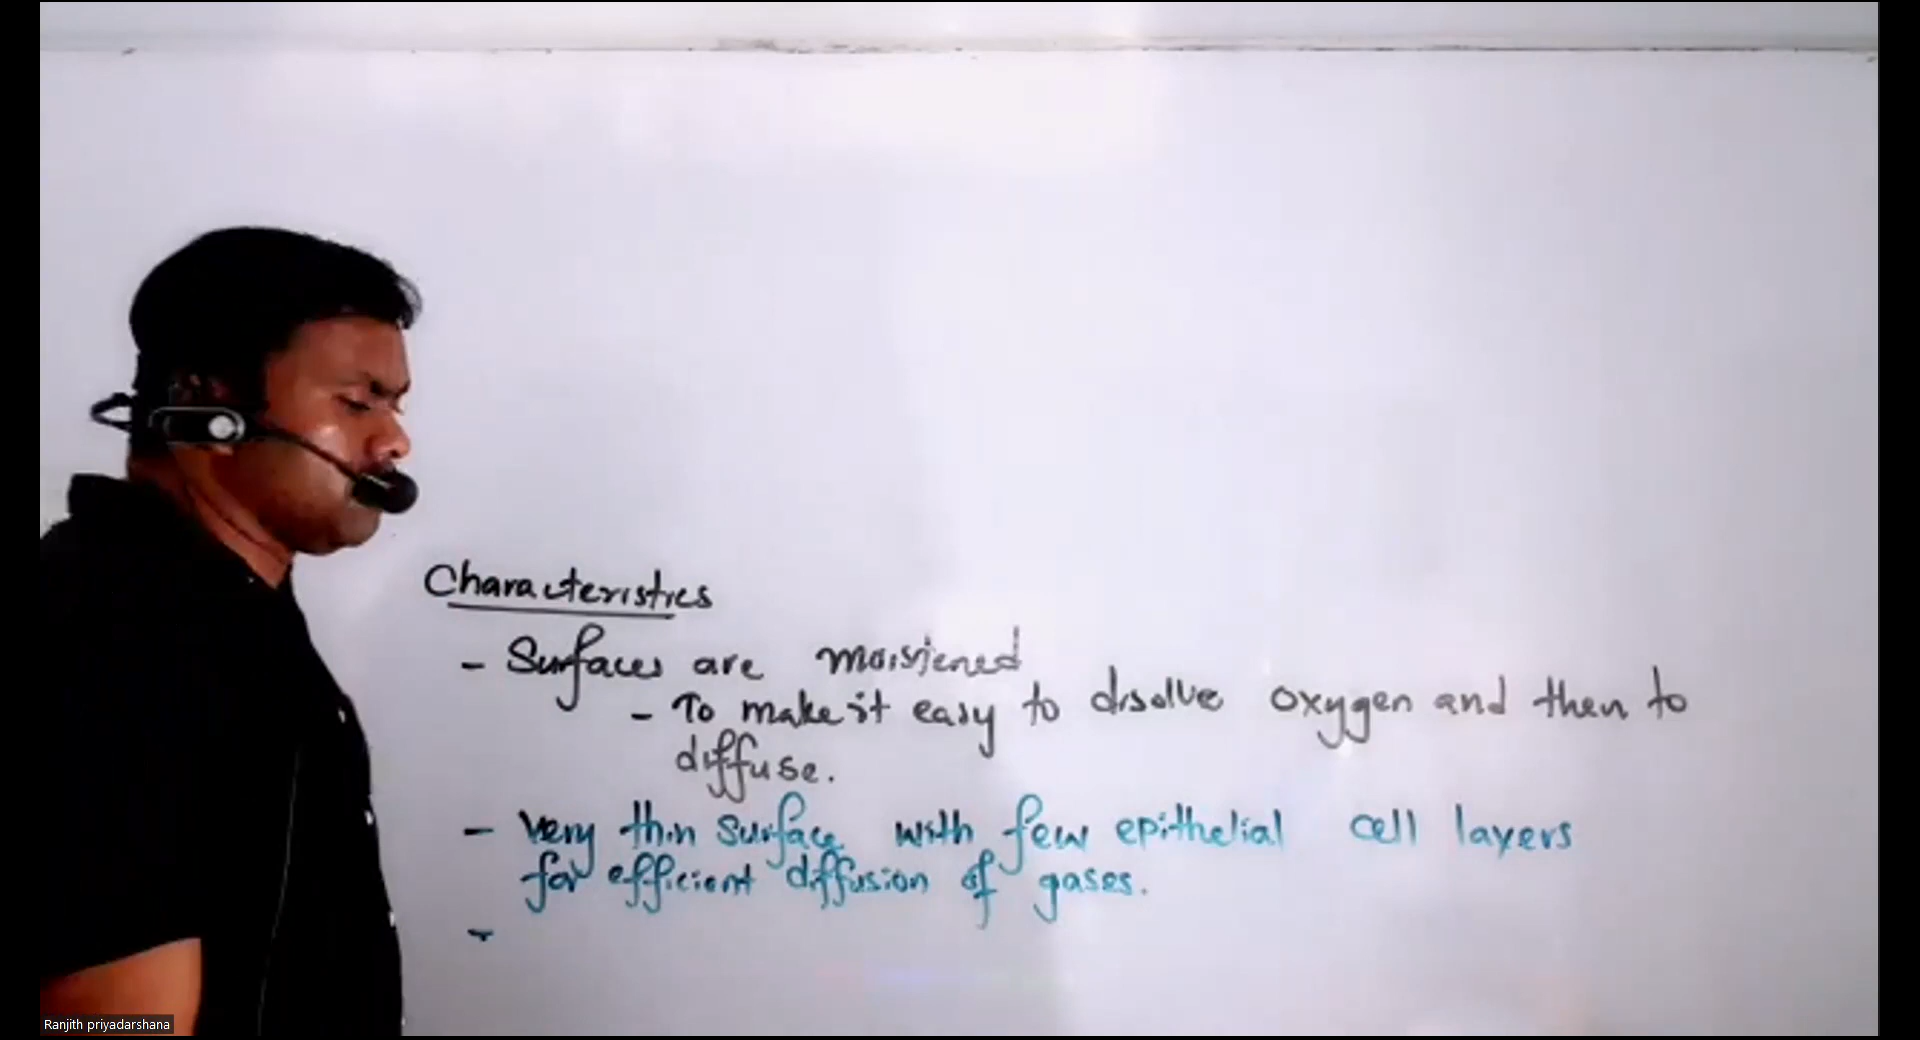 Characteristics
- Surfaces are moistened
- To make it easy to disolve oxygen and then to
diffuse.
- Very thin surface with few epithelial cell layers
for efficient diffusion of gases.
-
Ranjith priyadarshana